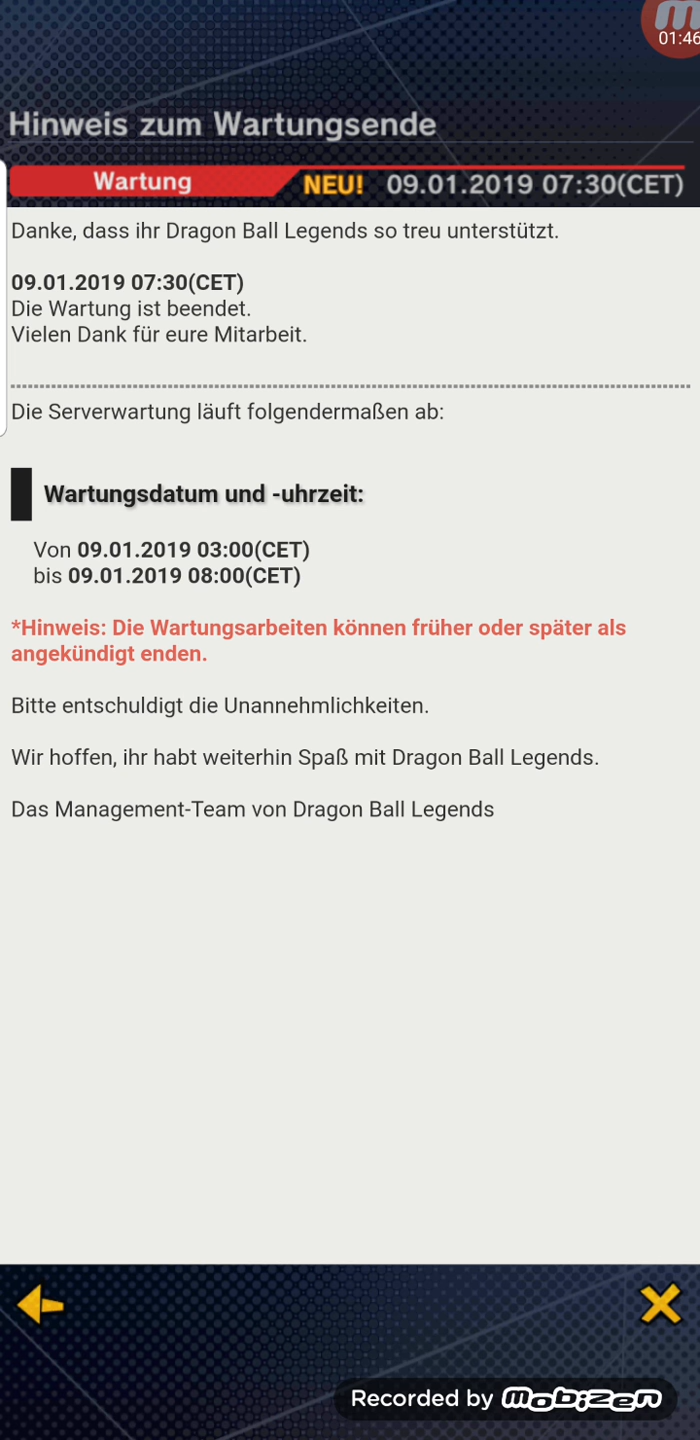 01:46
Hinweis zum Wartungsende
Wartung NEU! 09.01.2019 07:30(CET)
Danke, dass ihr Dragon Ball Legends so treu unterstützt.
09.01.2019 07:30(CET)
Die Wartung ist beendet.
Vielen Dank für eure Mitarbeit.
Die Serverwartung läuft folgendermaßen ab:
Wartungsdatum und -uhrzeit:
Von 09.01.2019 03:00(CET)
bis 09.01.2019 08:00(CET)
*Hinweis: Die Wartungsarbeiten können früher oder später als
angekündigt enden.
Bitte entschuldigt die Unannehmlichkeiten.
Wir hoffen, ihr habt weiterhin Spaß mit Dragon Ball Legends.
Das Management-Team von Dragon Ball Legends
Recorded by mobizen